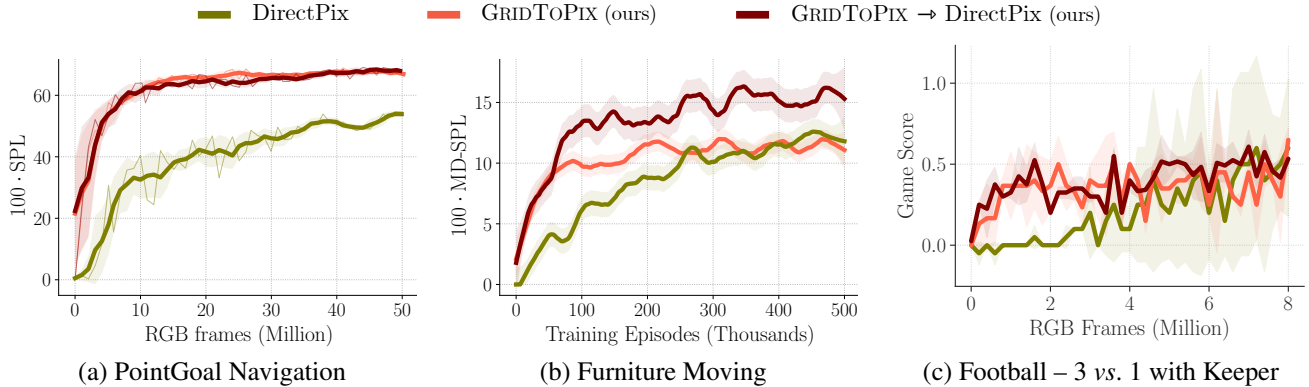 DirectPix GRIDTOPIX (ours) GRIDTOPIX → DirectPix (ours)
100 · SPL
60
40
20
0
0 10 20 30 40 50
RGB frames (Million)
(a) PointGoal Navigation
100 · MD-SPL
15
10
5
0
0 100 200 300 400 500
Training Episodes (Thousands)
(b) Furniture Moving
Game Score
1.0
0.5
0.0
0 2 4 6 8
RGB Frames (Million)
(c) Football – 3 vs. 1 with Keeper